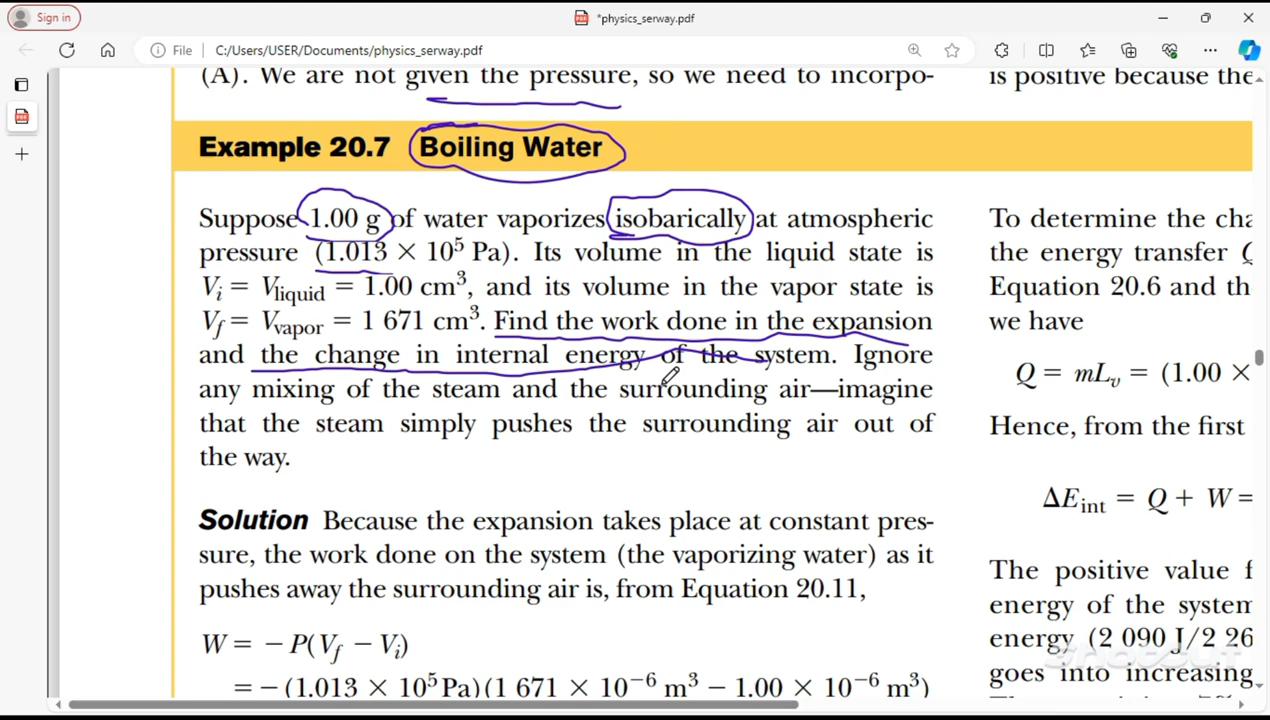 Sign in
*physics_serway.pdf
File
C:/Users/USER/Documents/physics_serway.pdf
(A). We are not given the pressure, so we need to incorpo-
Example 20.7 Boiling Water
Suppose 1.00 g of water vaporizes isobarically at atmospheric
pressure (1.013 × 10⁵ Pa). Its volume in the liquid state is
Vᵢ = V_liquid = 1.00 cm³, and its volume in the vapor state is
V_f = V_vapor = 1 671 cm³. Find the work done in the expansion
and the change in internal energy of the system. Ignore
any mixing of the steam and the surrounding air—imagine
that the steam simply pushes the surrounding air out of
the way.
Solution Because the expansion takes place at constant pres-
sure, the work done on the system (the vaporizing water) as it
pushes away the surrounding air is, from Equation 20.11,
W = −P(V_f − Vᵢ)
= −(1.013 × 10⁵ Pa)(1 671 × 10⁻⁶ m³ − 1.00 × 10⁻⁶ m³)
is positive because the
To determine the cha
the energy transfer Q
Equation 20.6 and th
we have
Q = mLᵥ = (1.00 ×
Hence, from the first
ΔE_int = Q + W =
The positive value f
energy of the system
energy (2 090 J/2 26
goes into increasing